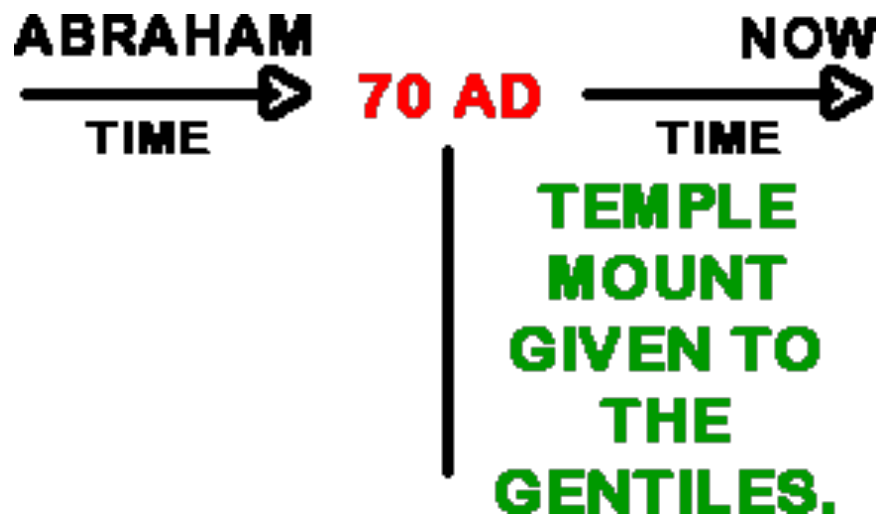 ABRAHAM NOW
70 AD
TIME TIME
TEMPLE
MOUNT
GIVEN TO
THE
GENTILES.